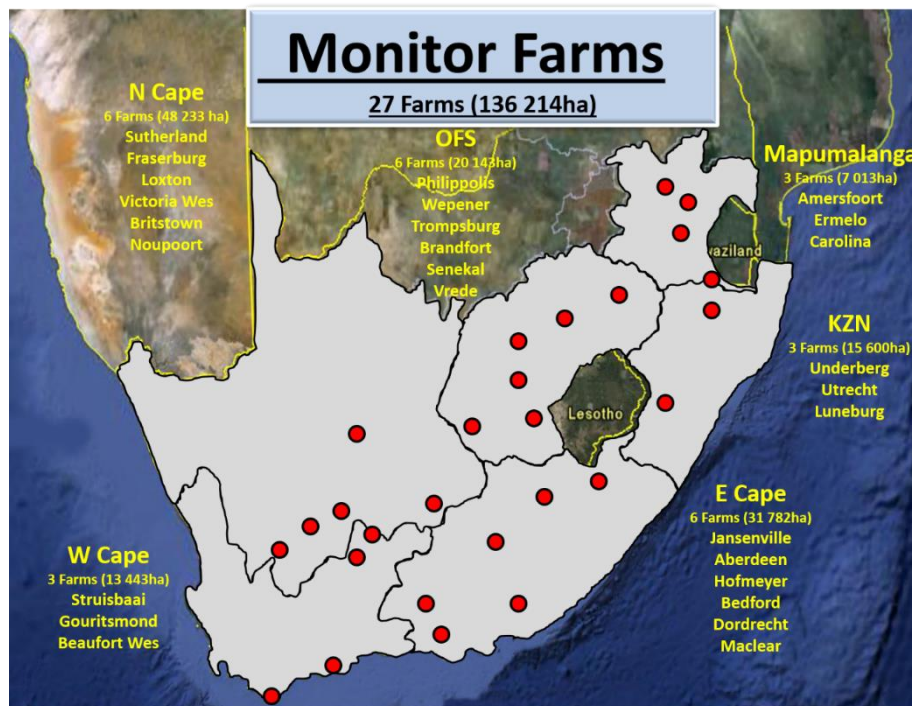 Monitor Farms
27 Farms (136 214ha)
N Cape
6 Farms (48 233 ha)
Sutherland
Fraserburg
Loxton
Victoria Wes
Britstown
Noupoort
OFS
6 Farms (20 143ha)
Philippolis
Wepener
Trompsburg
Brandfort
Senekal
Vrede
Mapumalanga
3 Farms (7 013ha)
Amersfoort
Ermelo
Carolina
waziland
KZN
3 Farms (15 600ha)
Underberg
Utrecht
Luneburg
Lesotho
E Cape
6 Farms (31 782ha)
Jansenville
Aberdeen
Hofmeyer
Bedford
Dordrecht
Maclear
W Cape
3 Farms (13 443ha)
Struisbaai
Gouritsmond
Beaufort Wes